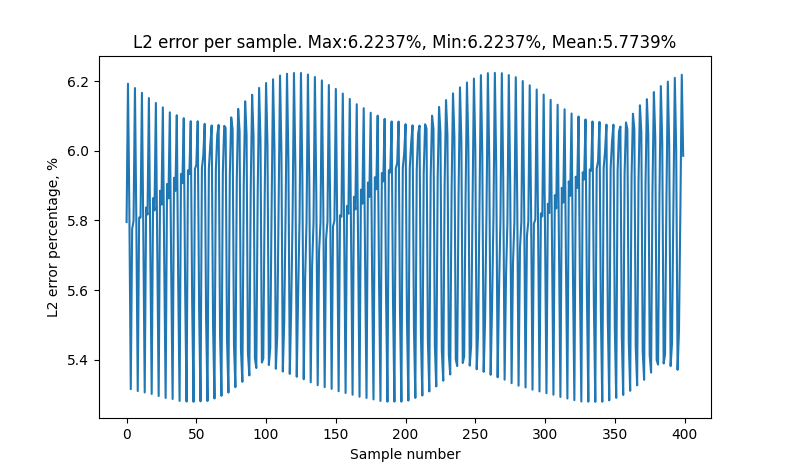 L2 error per sample. Max:6.2237%, Min:6.2237%, Mean:5.7739%
6.2
6.0
5.8
5.6
5.4
L2 error percentage, %
0 50 100 150 200 250 300 350 400
Sample number